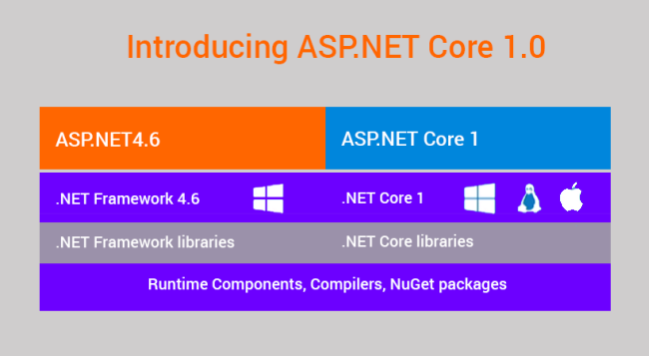 Introducing ASP.NET Core 1.0
ASP.NET4.6
ASP.NET Core 1
.NET Framework 4.6
.NET Core 1
.NET Framework libraries
.NET Core libraries
Runtime Components, Compilers, NuGet packages